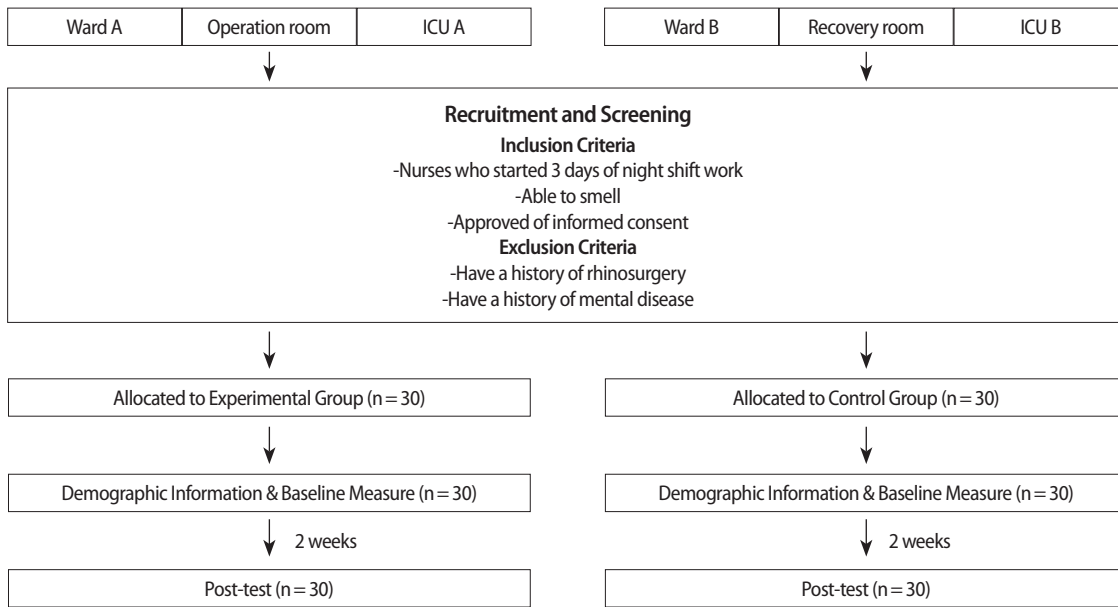 Ward A Operation room ICU A Ward B Recovery room ICU B
Recruitment and Screening
Inclusion Criteria
-Nurses who started 3 days of night shift work
-Able to smell
-Approved of informed consent
Exclusion Criteria
-Have a history of rhinosurgery
-Have a history of mental disease
Allocated to Experimental Group (n = 30) Allocated to Control Group (n = 30)
Demographic Information & Baseline Measure (n = 30) Demographic Information & Baseline Measure (n = 30)
2 weeks 2 weeks
Post-test (n = 30) Post-test (n = 30)